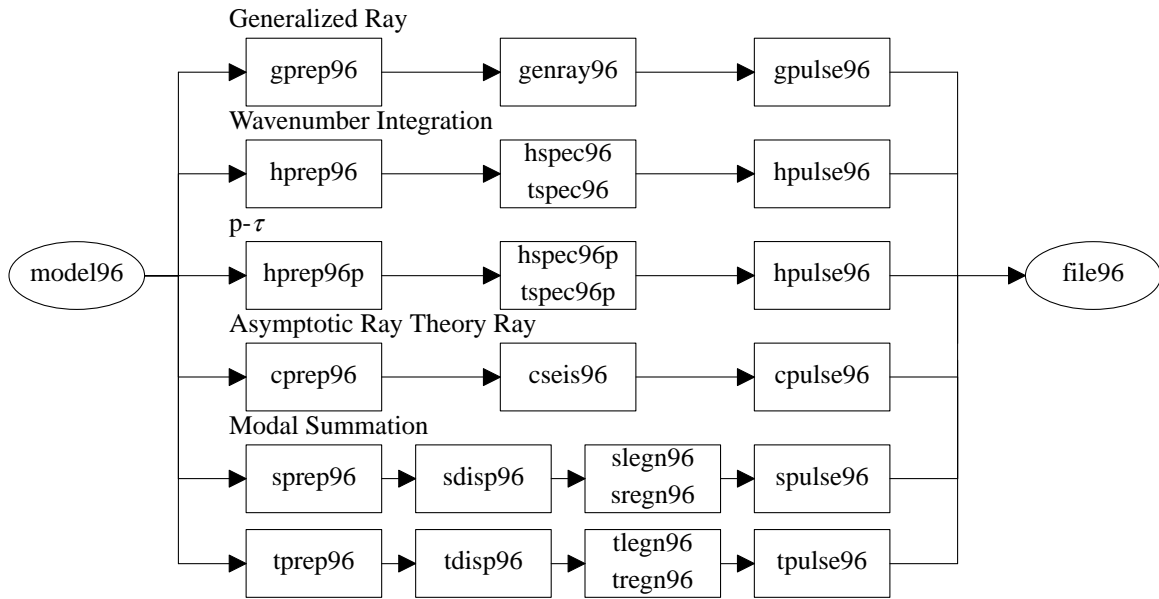 Generalized Ray
gprep96
genray96
gpulse96
Wavenumber Integration
hprep96
hspec96
tspec96
hpulse96
p-τ
model96
hprep96p
hspec96p
tspec96p
hpulse96
file96
Asymptotic Ray Theory Ray
cprep96
cseis96
cpulse96
Modal Summation
sprep96
sdisp96
slegn96
sregn96
spulse96
tprep96
tdisp96
tlegn96
tregn96
tpulse96